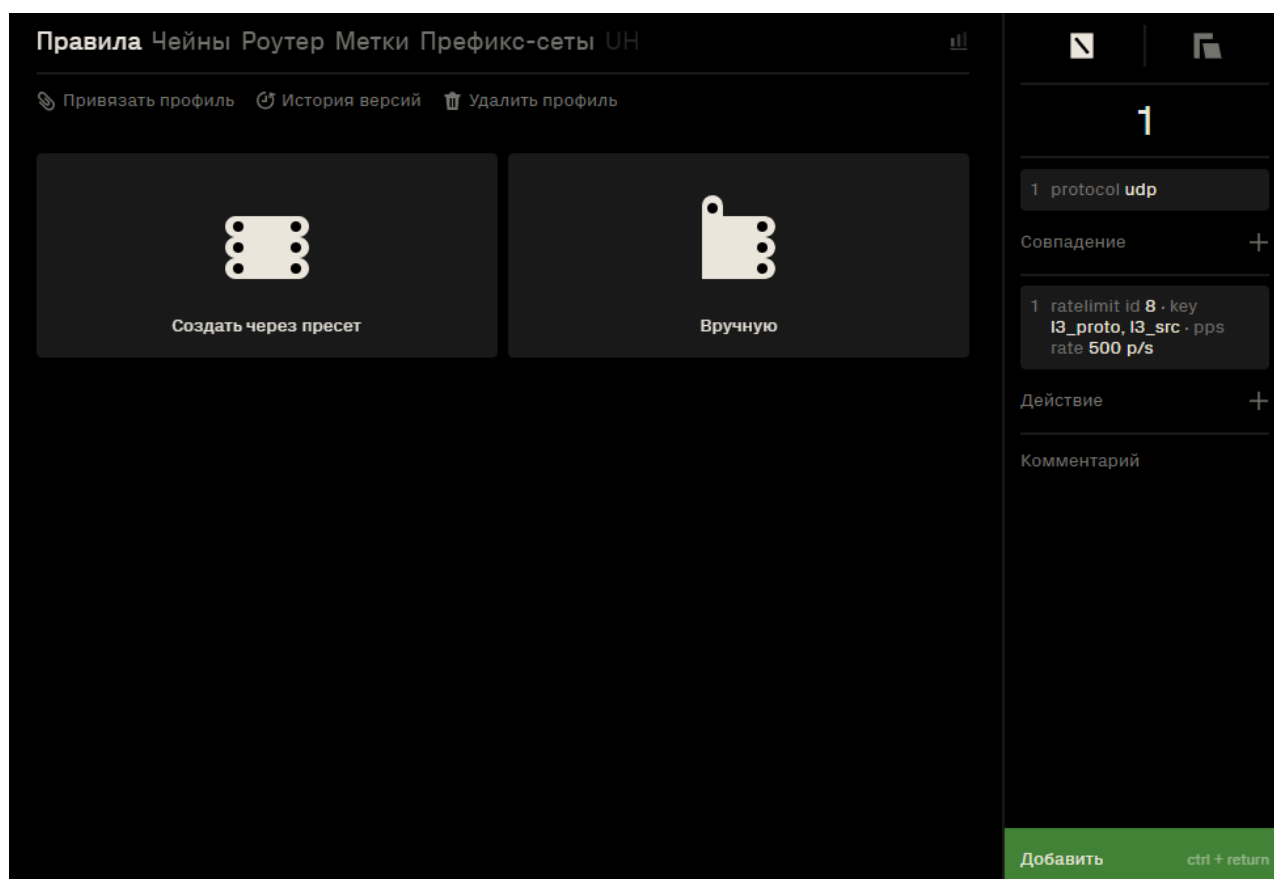 Правила Чейны Роутер Метки Префикс-сеты UH
Привязать профиль История версий Удалить профиль
Создать через пресет
Вручную
1
1 protocol udp
Совпадение
1 ratelimit id 8 · key
l3_proto, l3_src · pps
rate 500 p/s
Действие
Комментарий
Добавить ctrl + return